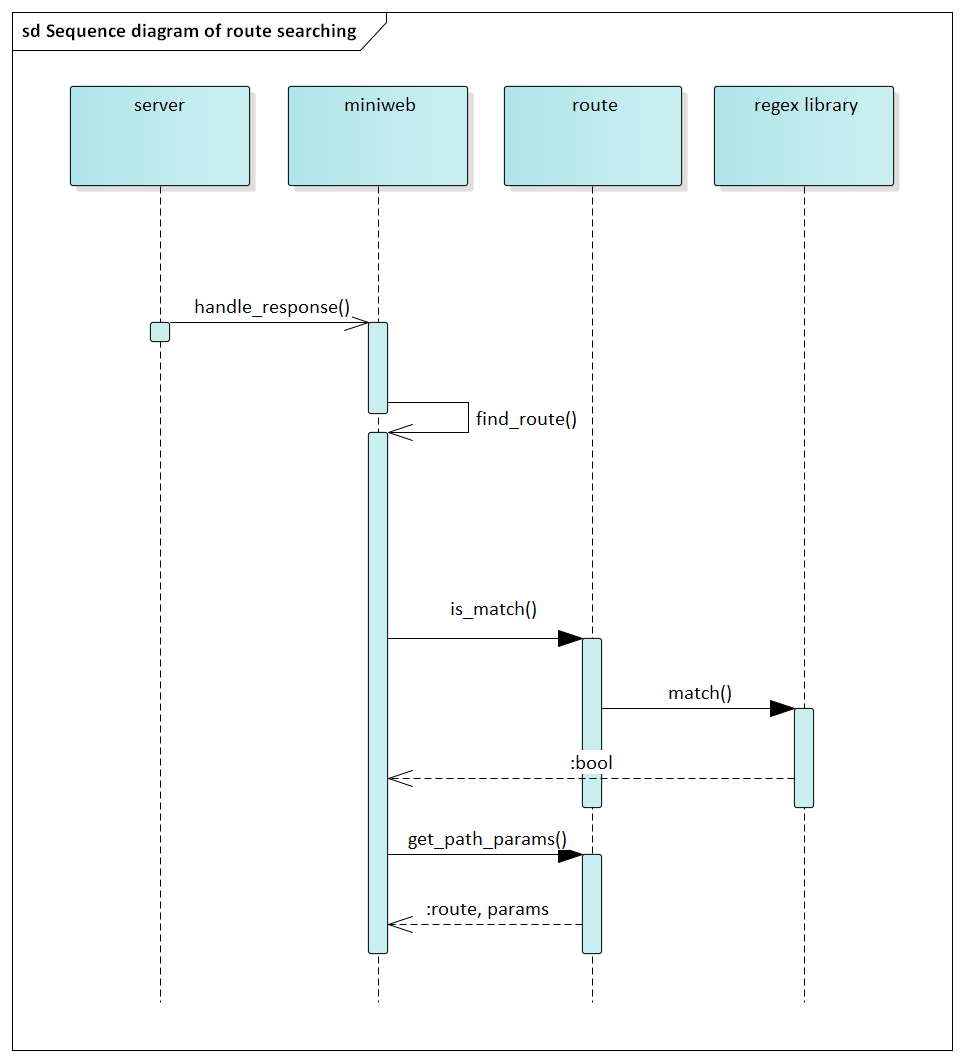 sd Sequence diagram of route searching
server
miniweb
route
regex library
handle_response()
find_route()
is_match()
match()
:bool
get_path_params()
:route, params